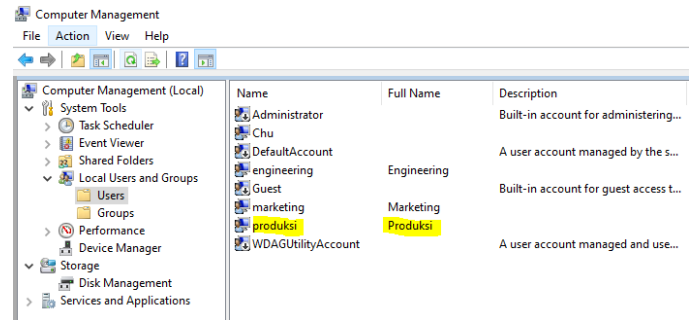 Computer Management
File Action View Help
Computer Management (Local)
System Tools
Task Scheduler
Event Viewer
Shared Folders
Local Users and Groups
Users
Groups
Performance
Device Manager
Storage
Disk Management
Services and Applications
Name Full Name Description
Administrator Built-in account for administering...
Chu
DefaultAccount A user account managed by the s...
engineering Engineering
Guest Built-in account for guest access t...
marketing Marketing
produksi Produksi
WDAGUtilityAccount A user account managed and use...